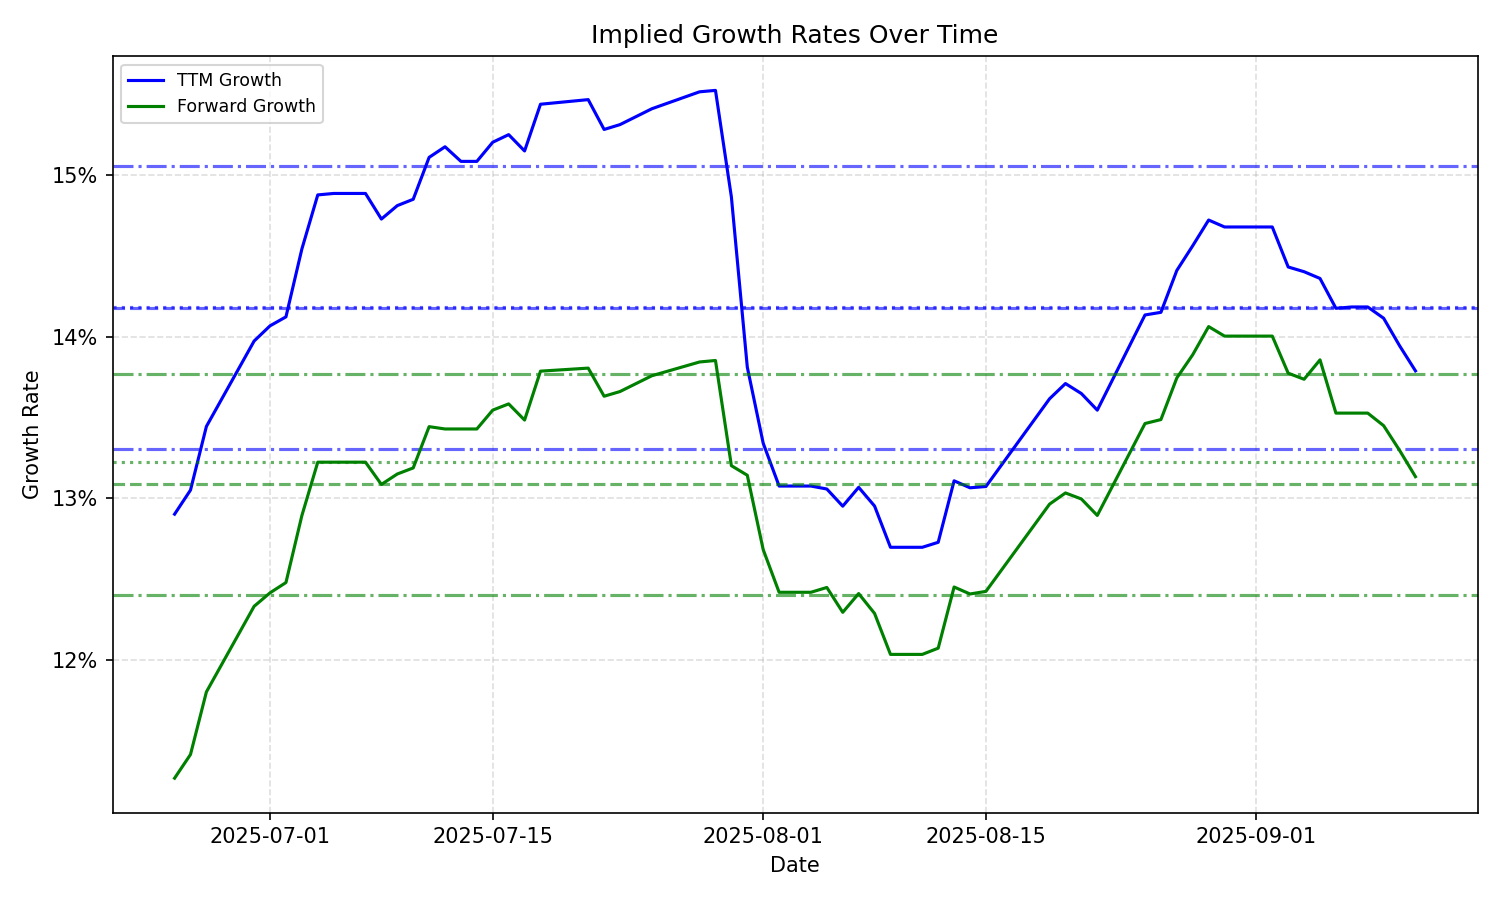 Implied Growth Rates Over Time
TTM Growth
Forward Growth
15%
14%
13%
12%
Growth Rate
2025-07-01
2025-07-15
2025-08-01
2025-08-15
2025-09-01
Date